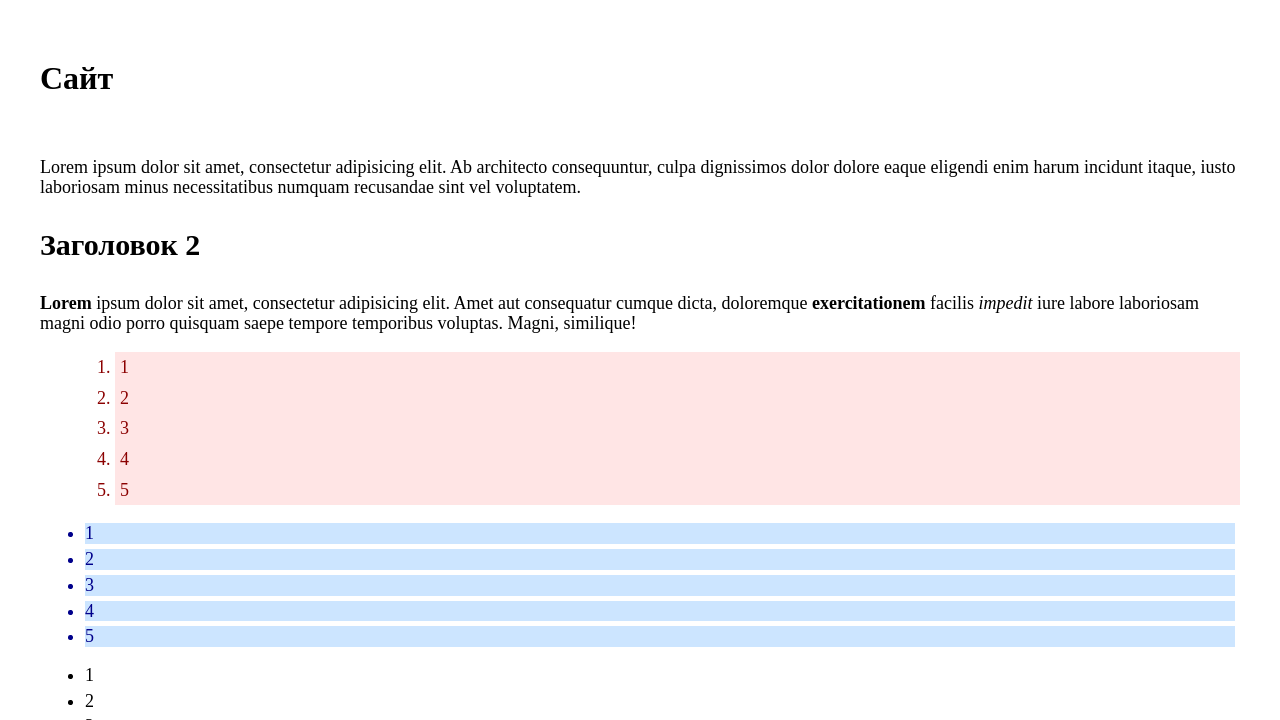 Сайт
Lorem ipsum dolor sit amet, consectetur adipisicing elit. Ab architecto consequuntur, culpa dignissimos dolor dolore eaque eligendi enim harum incidunt itaque, iusto
laboriosam minus necessitatibus numquam recusandae sint vel voluptatem.
Заголовок 2
Lorem ipsum dolor sit amet, consectetur adipisicing elit. Amet aut consequatur cumque dicta, doloremque exercitationem facilis impedit iure labore laboriosam
magni odio porro quisquam saepe tempore temporibus voluptas. Magni, similique!
1. 1
2. 2
3. 3
4. 4
5. 5
• 1
• 2
• 3
• 4
• 5
• 1
• 2